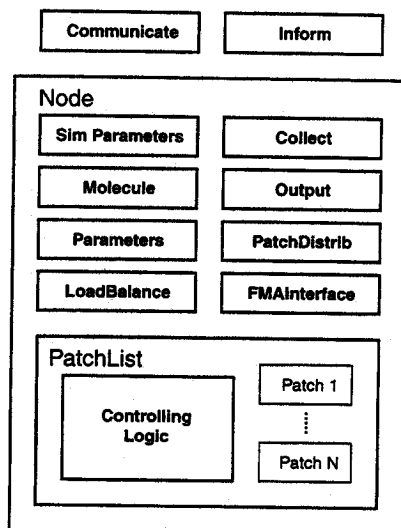 Communicate
Inform
Node
Sim Parameters
Collect
Molecule
Output
Parameters
PatchDistrib
LoadBalance
FMAInterface
PatchList
Controlling
Logic
Patch 1
Patch N